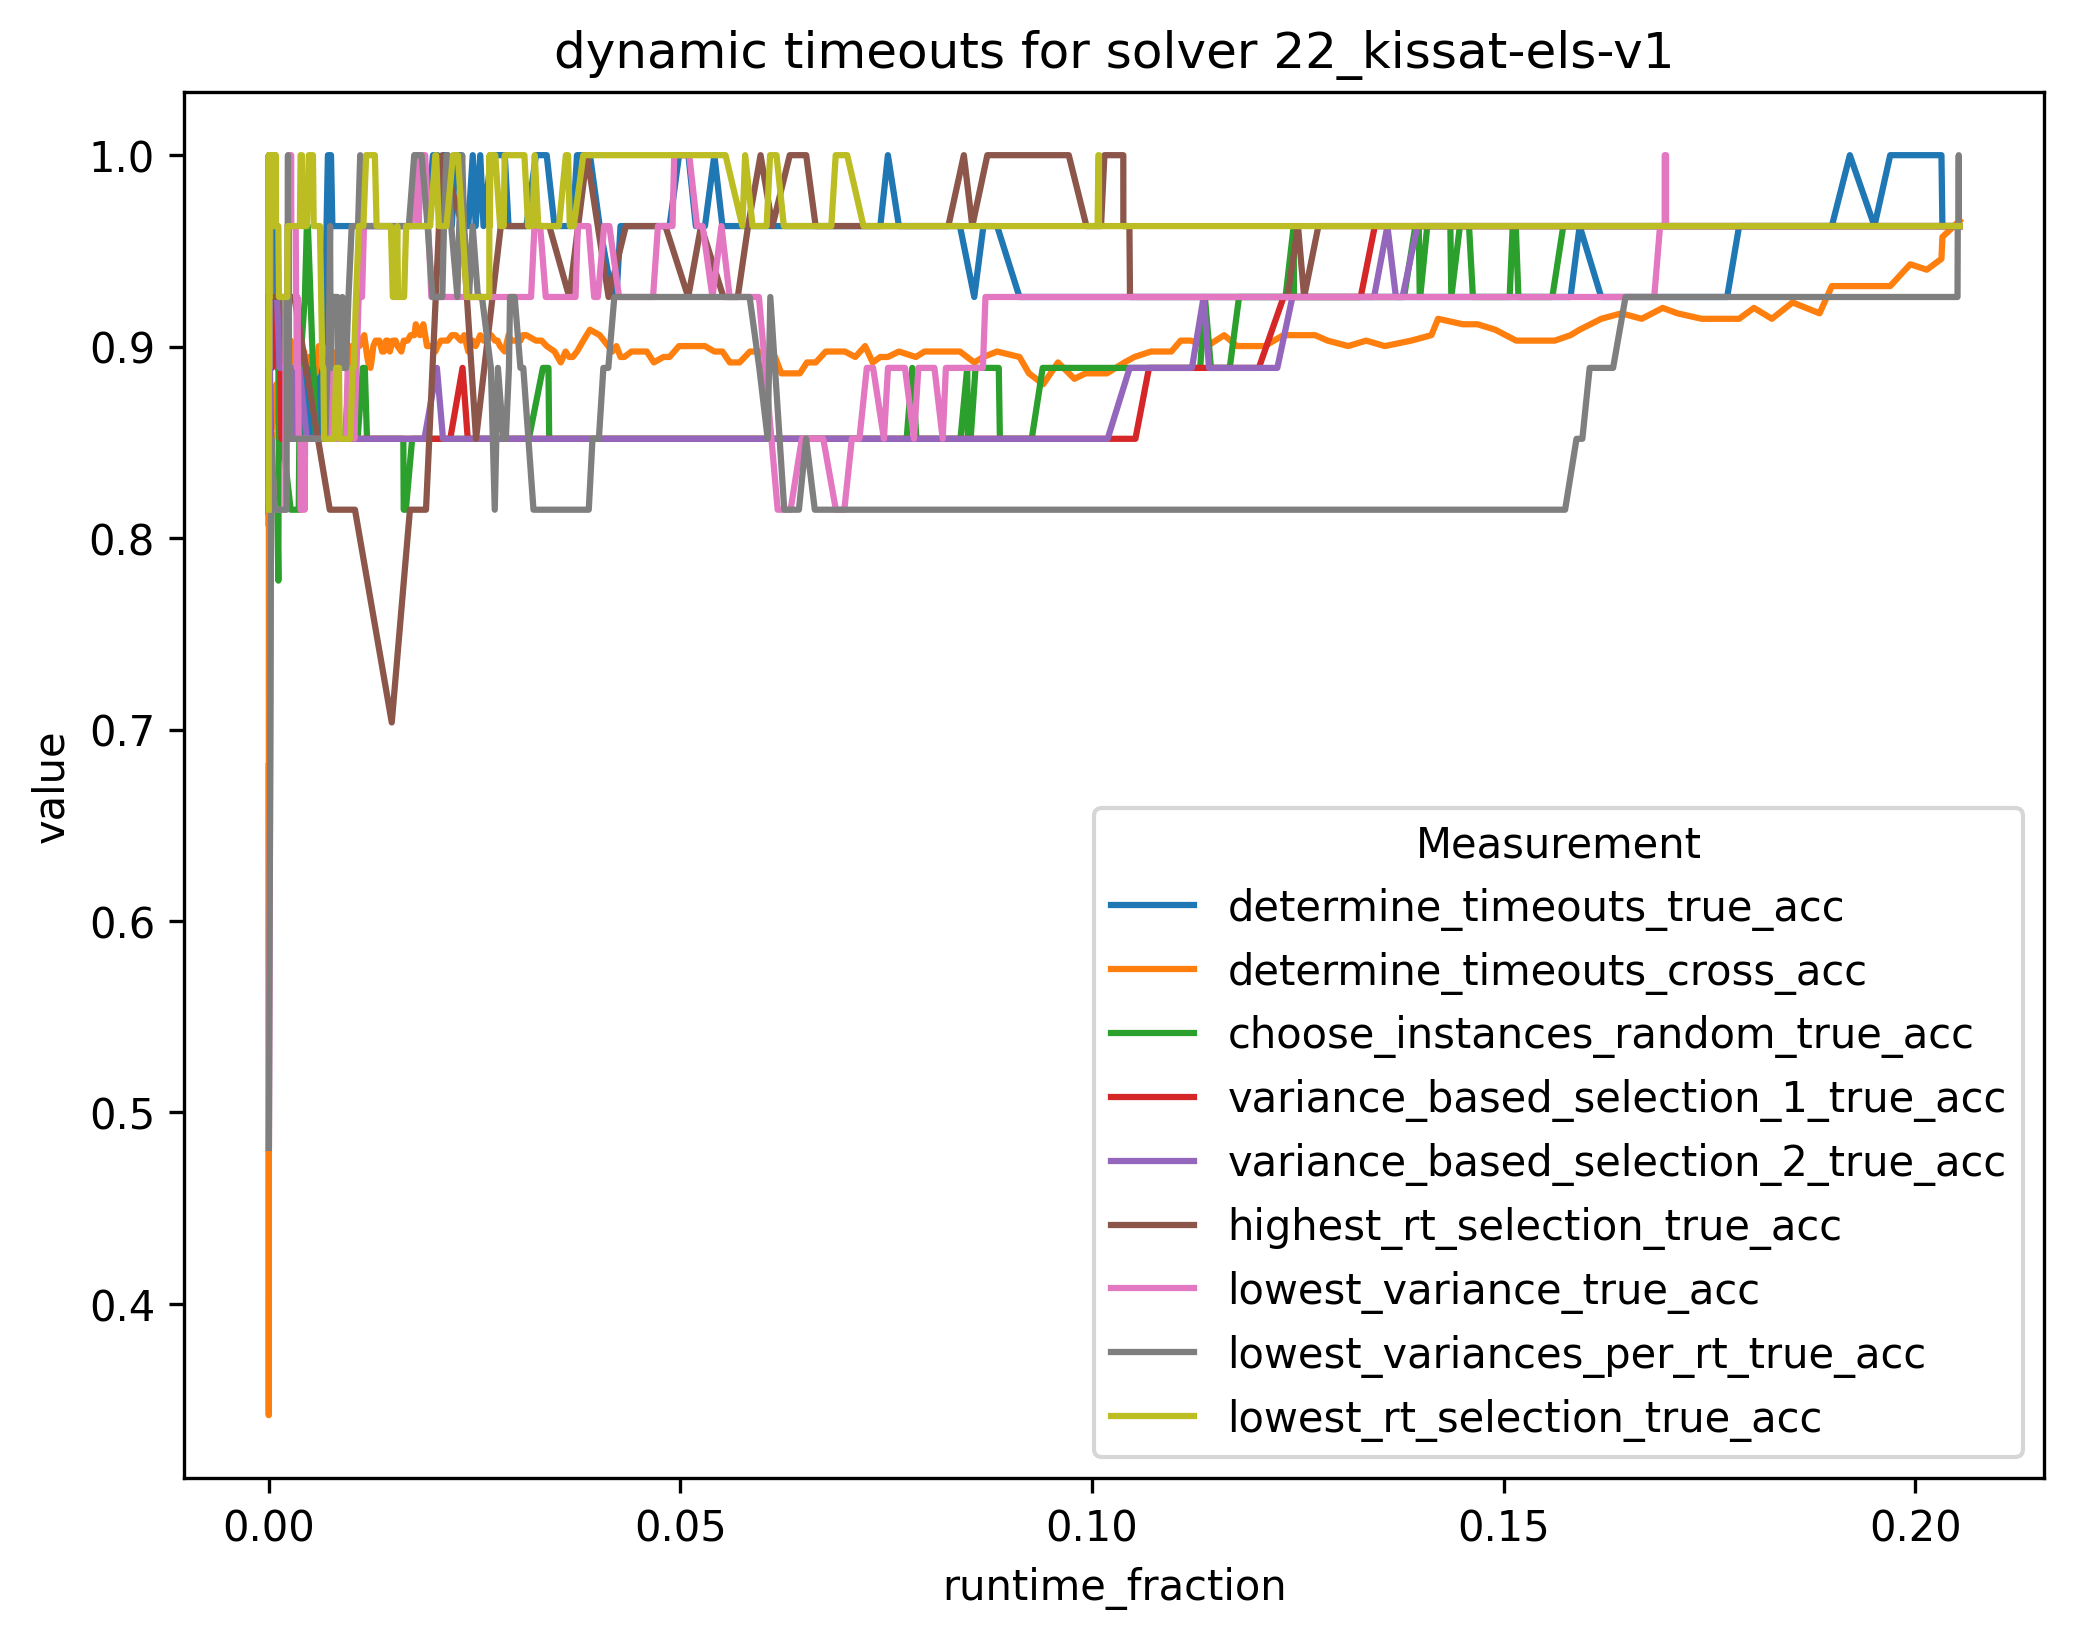 dynamic timeouts for solver 22_kissat-els-v1
1.0
0.9
0.8
0.7
0.6
0.5
0.4
value
Measurement
determine_timeouts_true_acc
determine_timeouts_cross_acc
choose_instances_random_true_acc
variance_based_selection_1_true_acc
variance_based_selection_2_true_acc
highest_rt_selection_true_acc
lowest_variance_true_acc
lowest_variances_per_rt_true_acc
lowest_rt_selection_true_acc
0.00 0.05 0.10 0.15 0.20
runtime_fraction